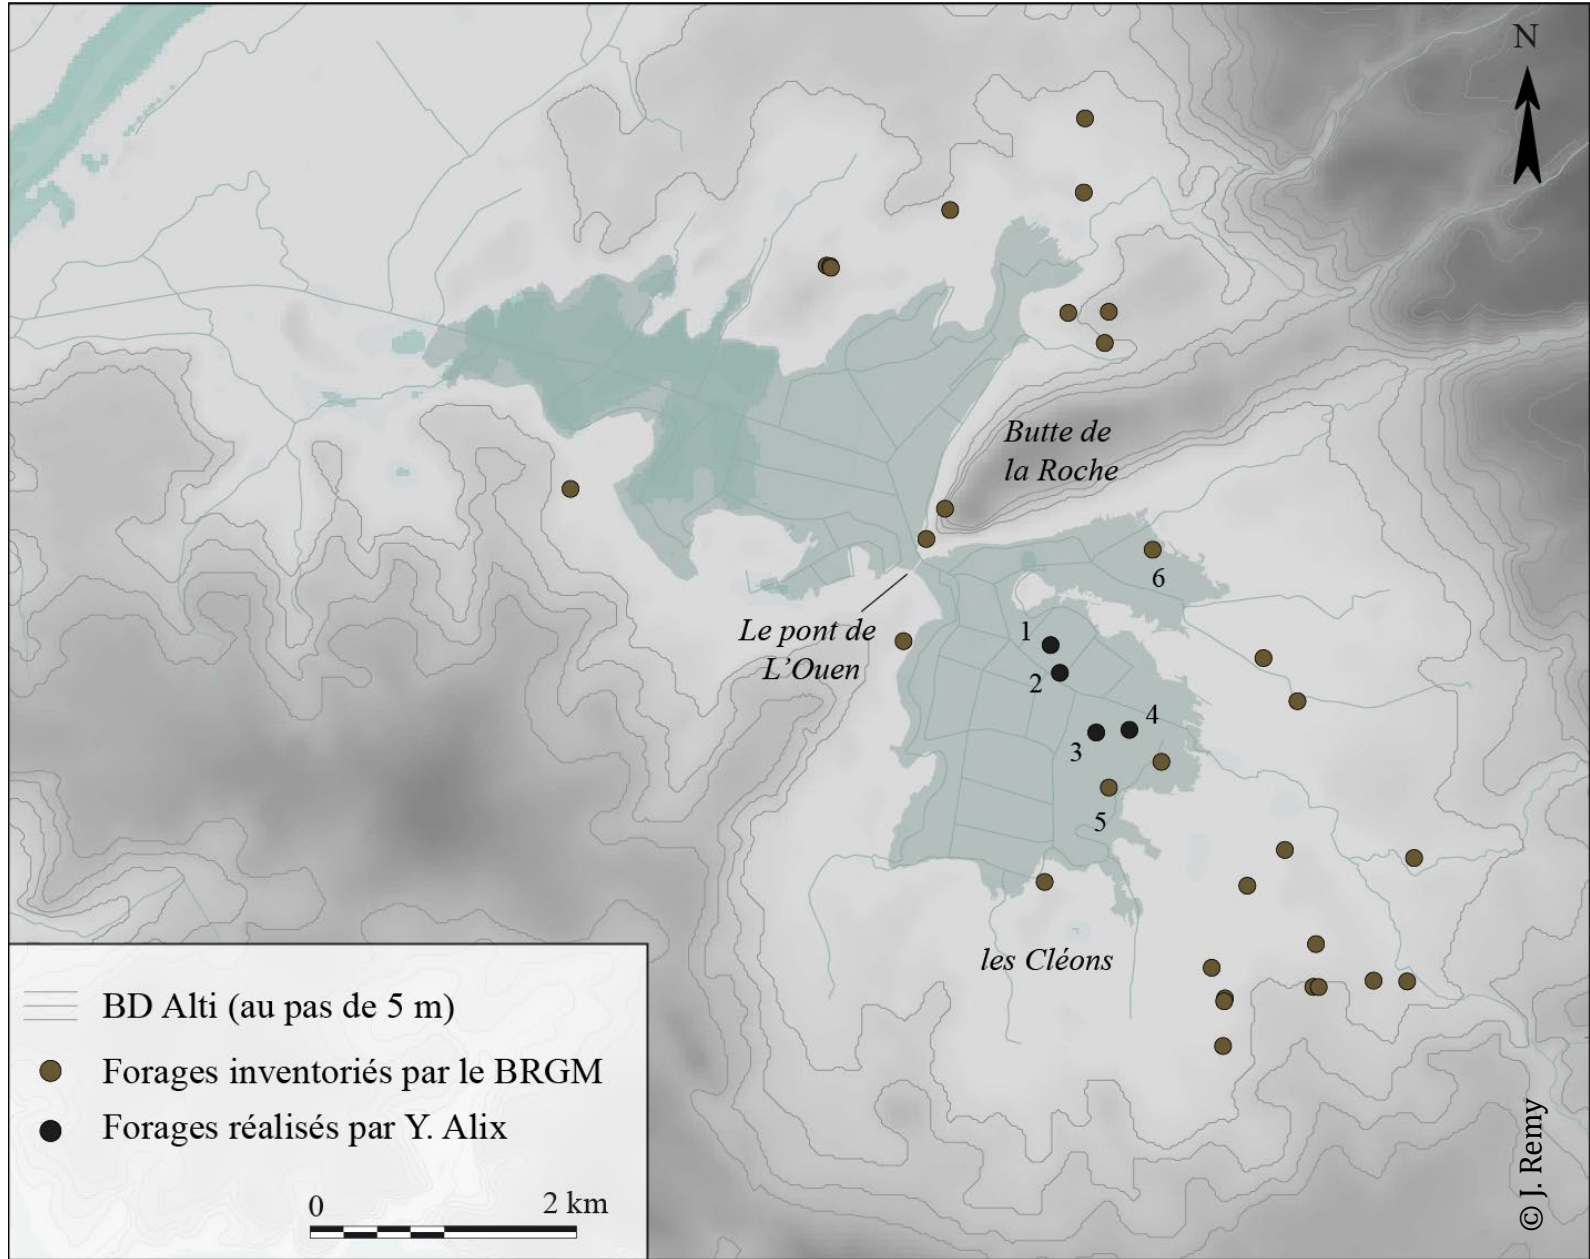 N
Butte de
la Roche
6
Le pont de
L'Ouen
1
2
4
3
5
les Cléons
BD Alti (au pas de 5 m)
Forages inventoriés par le BRGM
Forages réalisés par Y. Alix
0 2 km
© J. Remy